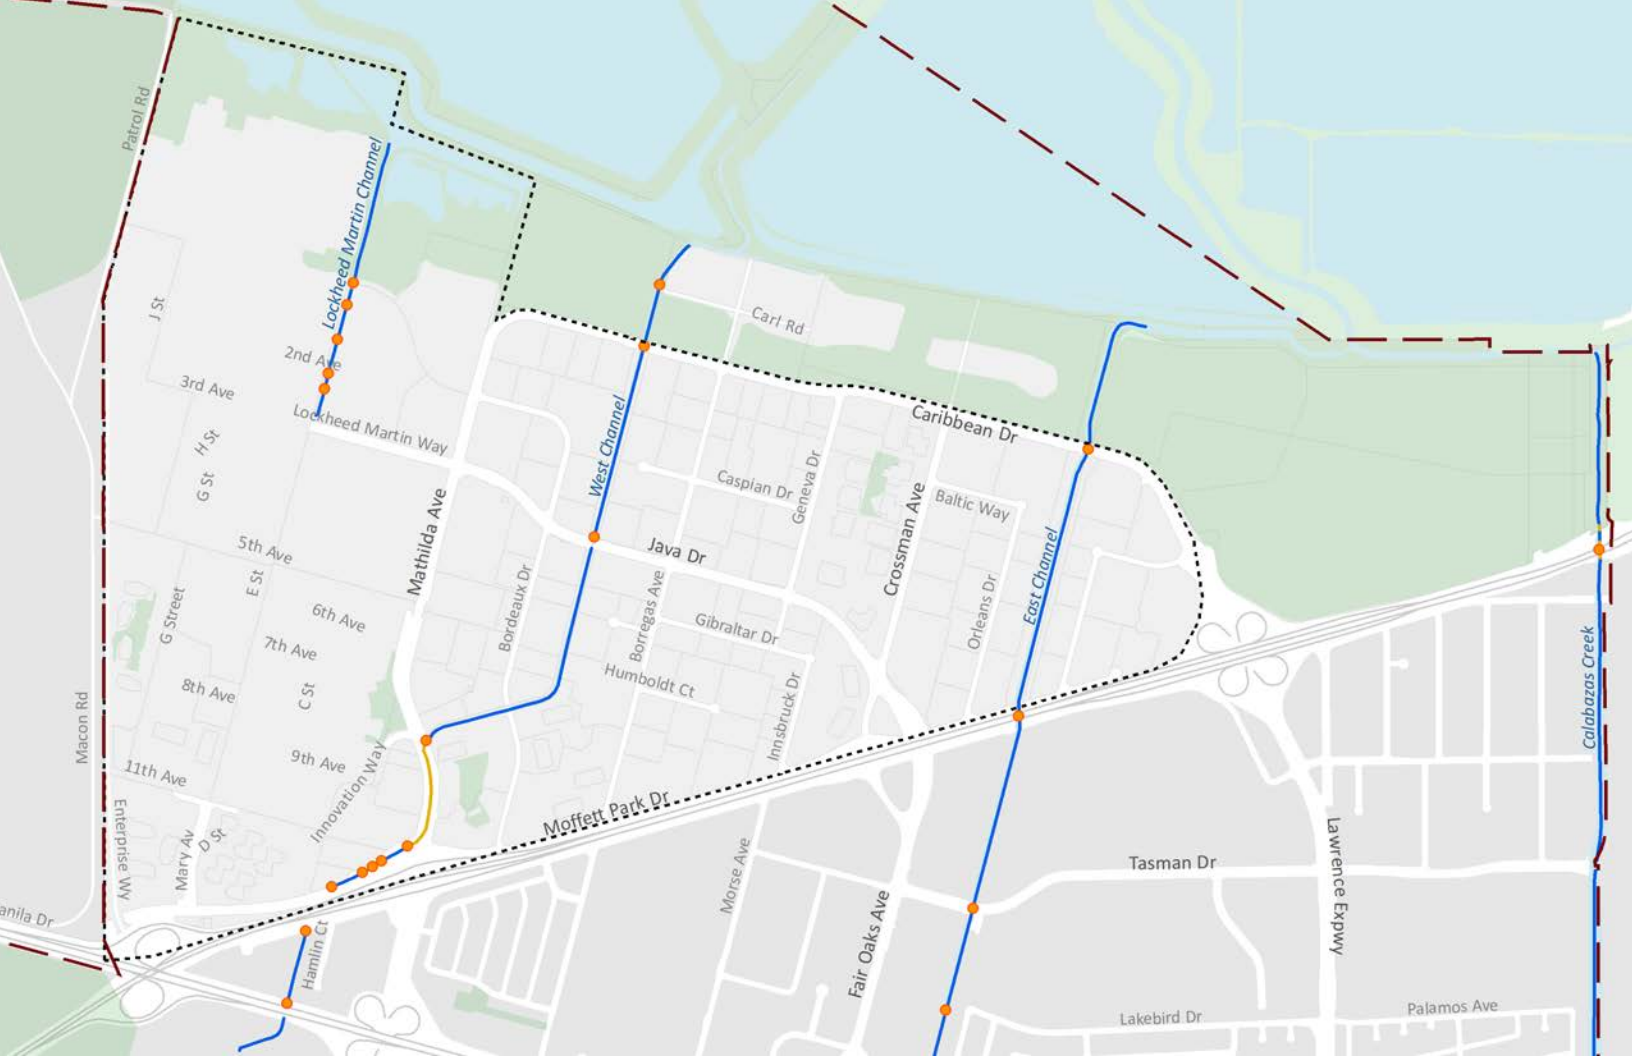 Patrol Rd
Lockheed Martin Channel
J St
2nd Ave
3rd Ave
Lockheed Martin Way
H St
G St
Carl Rd
West Channel
Caribbean Dr
Caspian Dr
Geneva Dr
Baltic Way
Crossman Ave
Mathilda Ave
Java Dr
East Channel
5th Ave
E St
G Street
6th Ave
7th Ave
8th Ave
C St
Bordeaux Dr
Borregas Ave
Gibraltar Dr
Orleans Dr
Humboldt Ct
Innsbruck Dr
Calabazas Creek
Macon Rd
9th Ave
11th Ave
Innovation Way
Moffett Park Dr
Enterprise Wy
Mary Av
D St
Morse Ave
Tasman Dr
Lawrence Expwy
Fair Oaks Ave
anila Dr
Hamlin Ct
Lakebird Dr
Palamos Ave